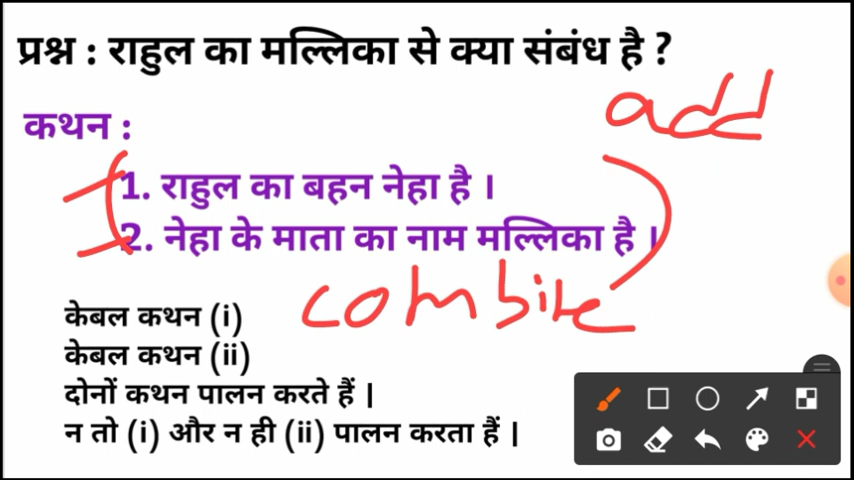 प्रश्न : राहुल का मल्लिका से क्या संबंध है ?
add
कथन :
1. राहुल का बहन नेहा है ।
2. नेहा के माता का नाम मल्लिका है ।
combine
केबल कथन (i)
केबल कथन (ii)
दोनों कथन पालन करते हैं |
न तो (i) और न ही (ii) पालन करता हैं |